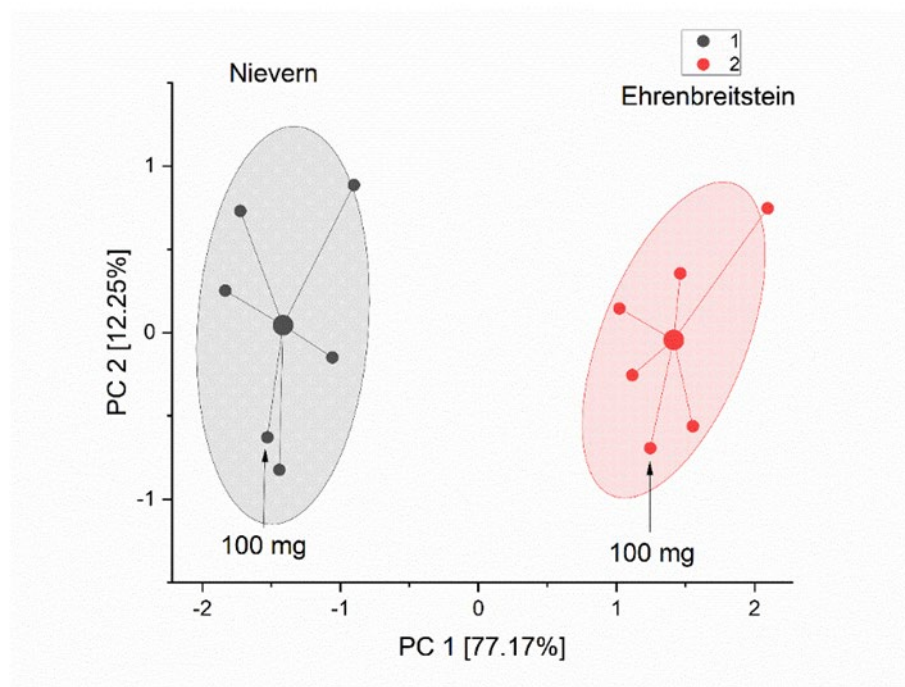 1
2
Nievern
Ehrenbreitstein
1
0
-1
PC 2 [12.25%]
100 mg
100 mg
-2
-1
0
1
2
PC 1 [77.17%]